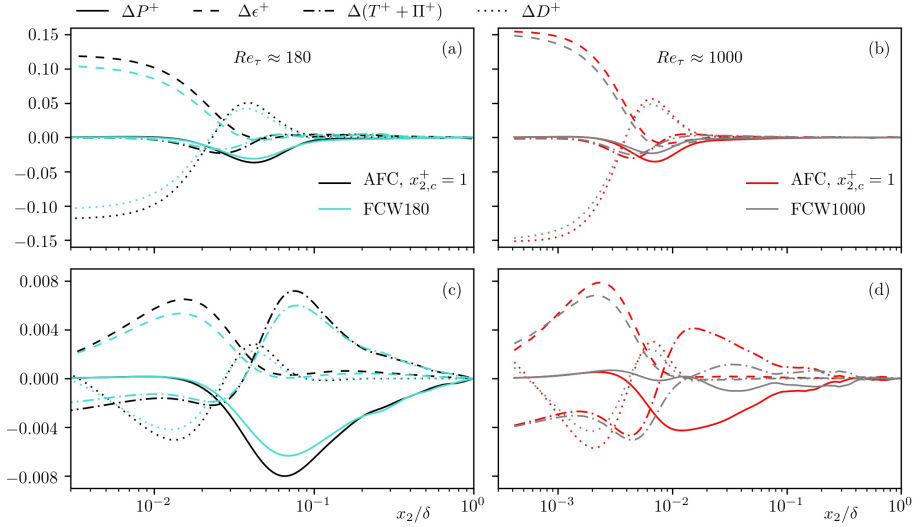 ΔP⁺ Δϵ⁺ Δ(T⁺ + Π⁺) ΔD⁺
0.15 (a) (b)
0.10 Re_τ ≈ 180 Re_τ ≈ 1000
0.05
0.00
−0.05 AFC, x⁺₂,c = 1 AFC, x⁺₂,c = 1
−0.10 FCW180 FCW1000
−0.15
0.008 (c) (d)
0.004
0.000
−0.004
−0.008
10⁻² 10⁻¹ x₂/δ 10⁰ 10⁻³ 10⁻² 10⁻¹ x₂/δ 10⁰